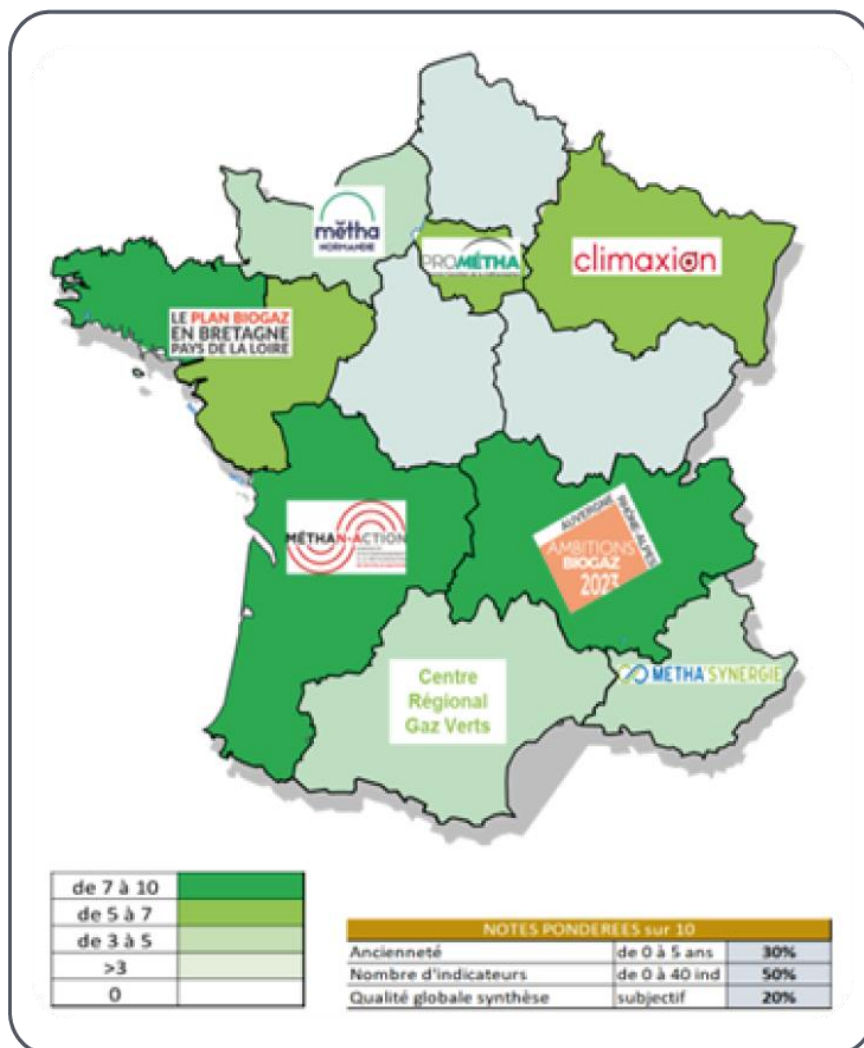 métha
NORMANDIE
PROMÉTHA
climaxion
LE PLAN BIOGAZ
EN BRETAGNE
PAYS DE LA LOIRE
MÉTHAN-ACTION
AUVERGNE
RHÔNE-ALPES
AMBITIONS
BIOGAZ
2023
METHA'SYNERGIE
Centre
Régional
Gaz Verts
de 7 à 10
de 5 à 7
de 3 à 5
>3
0
NOTES PONDEREES sur 10
Ancienneté de 0 à 5 ans 30%
Nombre d'indicateurs de 0 à 40 ind 50%
Qualité globale synthèse subjectif 20%